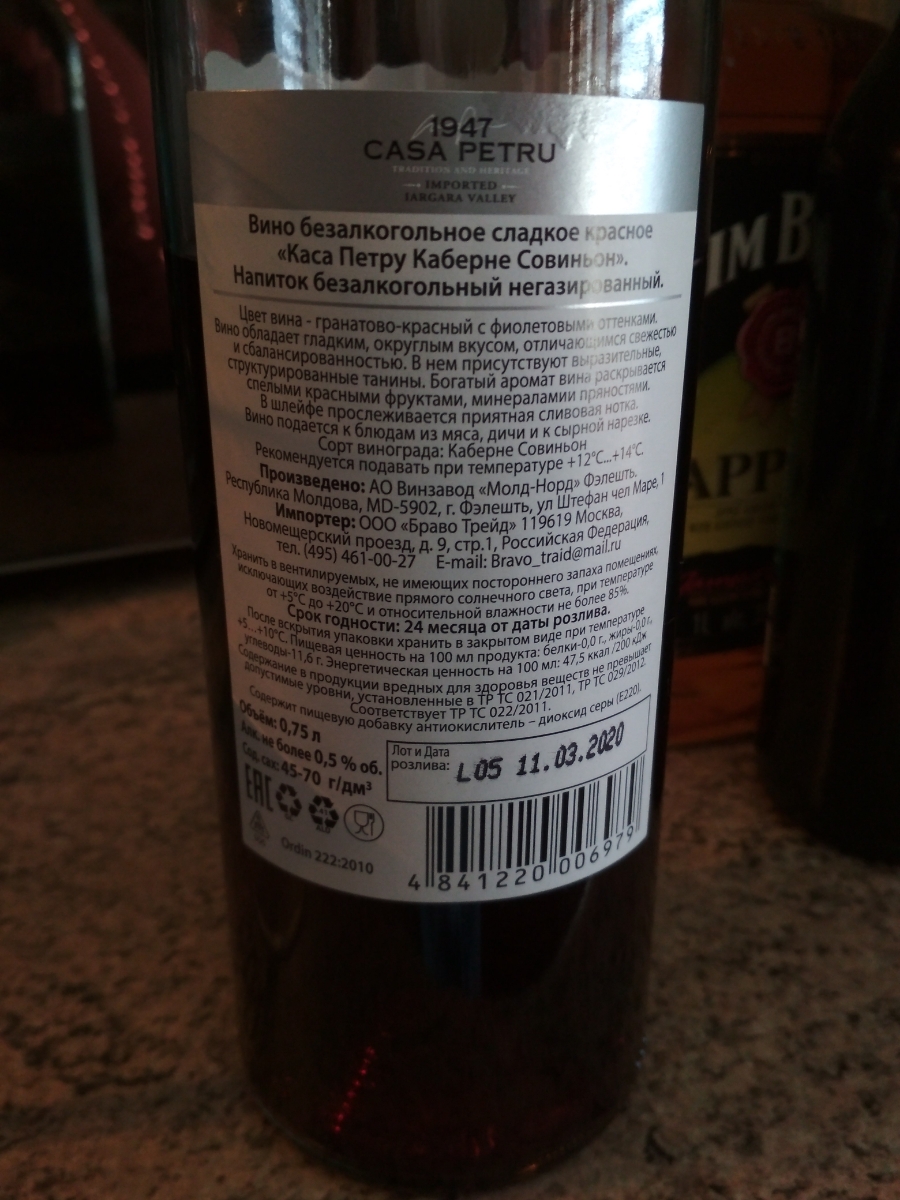 1947
CASA PETRU
TRADITION AND HERITAGE
IMPORTED
IARGARA VALLEY
Вино безалкогольное сладкое красное
«Каса Петру Каберне Совиньон».
Напиток безалкогольный негазированный.
Цвет вина - гранатово-красный с фиолетовыми оттенками.
Вино обладает гладким, округлым вкусом, отличающимся свежестью
и сбалансированностью. В нем присутствуют выразительные,
структурированные танины. Богатый аромат вина раскрывается
спелыми красными фруктами, минераламии пряностями.
В шлейфе прослеживается приятная сливовая нотка.
Вино подается к блюдам из мяса, дичи и к сырной нарезке.
Сорт винограда: Каберне Совиньон
Рекомендуется подавать при температуре +12°С...+14°С.
Произведено: АО Винзавод «Молд-Норд» Фэлешть.
Республика Молдова, MD-5902, г. Фэлешть, ул Штефан чел Маре,1
Импортер: ООО «Браво Трейд» 119619 Москва,
Новомещерский проезд, д. 9, стр.1, Российская Федерация,
тел. (495) 461-00-27 E-mail: Bravo_traid@mail.ru
Хранить в вентилируемых, не имеющих постороннего запаха помещениях,
исключающих воздействие прямого солнечного света, при температуре
от +5°С до +20°С и относительной влажности не более 85%.
Срок годности: 24 месяца от даты розлива.
После вскрытия упаковки хранить в закрытом виде при температуре
+5...+10°С. Пищевая ценность на 100 мл продукта: белки-0,0 г., жиры-0,0 г.,
углеводы-11,6 г. Энергетическая ценность на 100 мл: 47,5 ккал /200 кДж
Содержание в продукции вредных для здоровья веществ не превышает
допустимые уровни, установленные в ТР ТС 021/2011, ТР ТС 029/2012.
Соответствует ТР ТС 022/2011.
Содержит пищевую добавку антиокислитель – диоксид серы (Е220).
Объём: 0,75 л
Алк. не более 0,5 % об.
Сод. сах: 45-70 г/дм³
Лот и Дата
розлива: L05 11.03.2020
EAC
Ordin 222:2010
4 841220 006979
IM B
APP